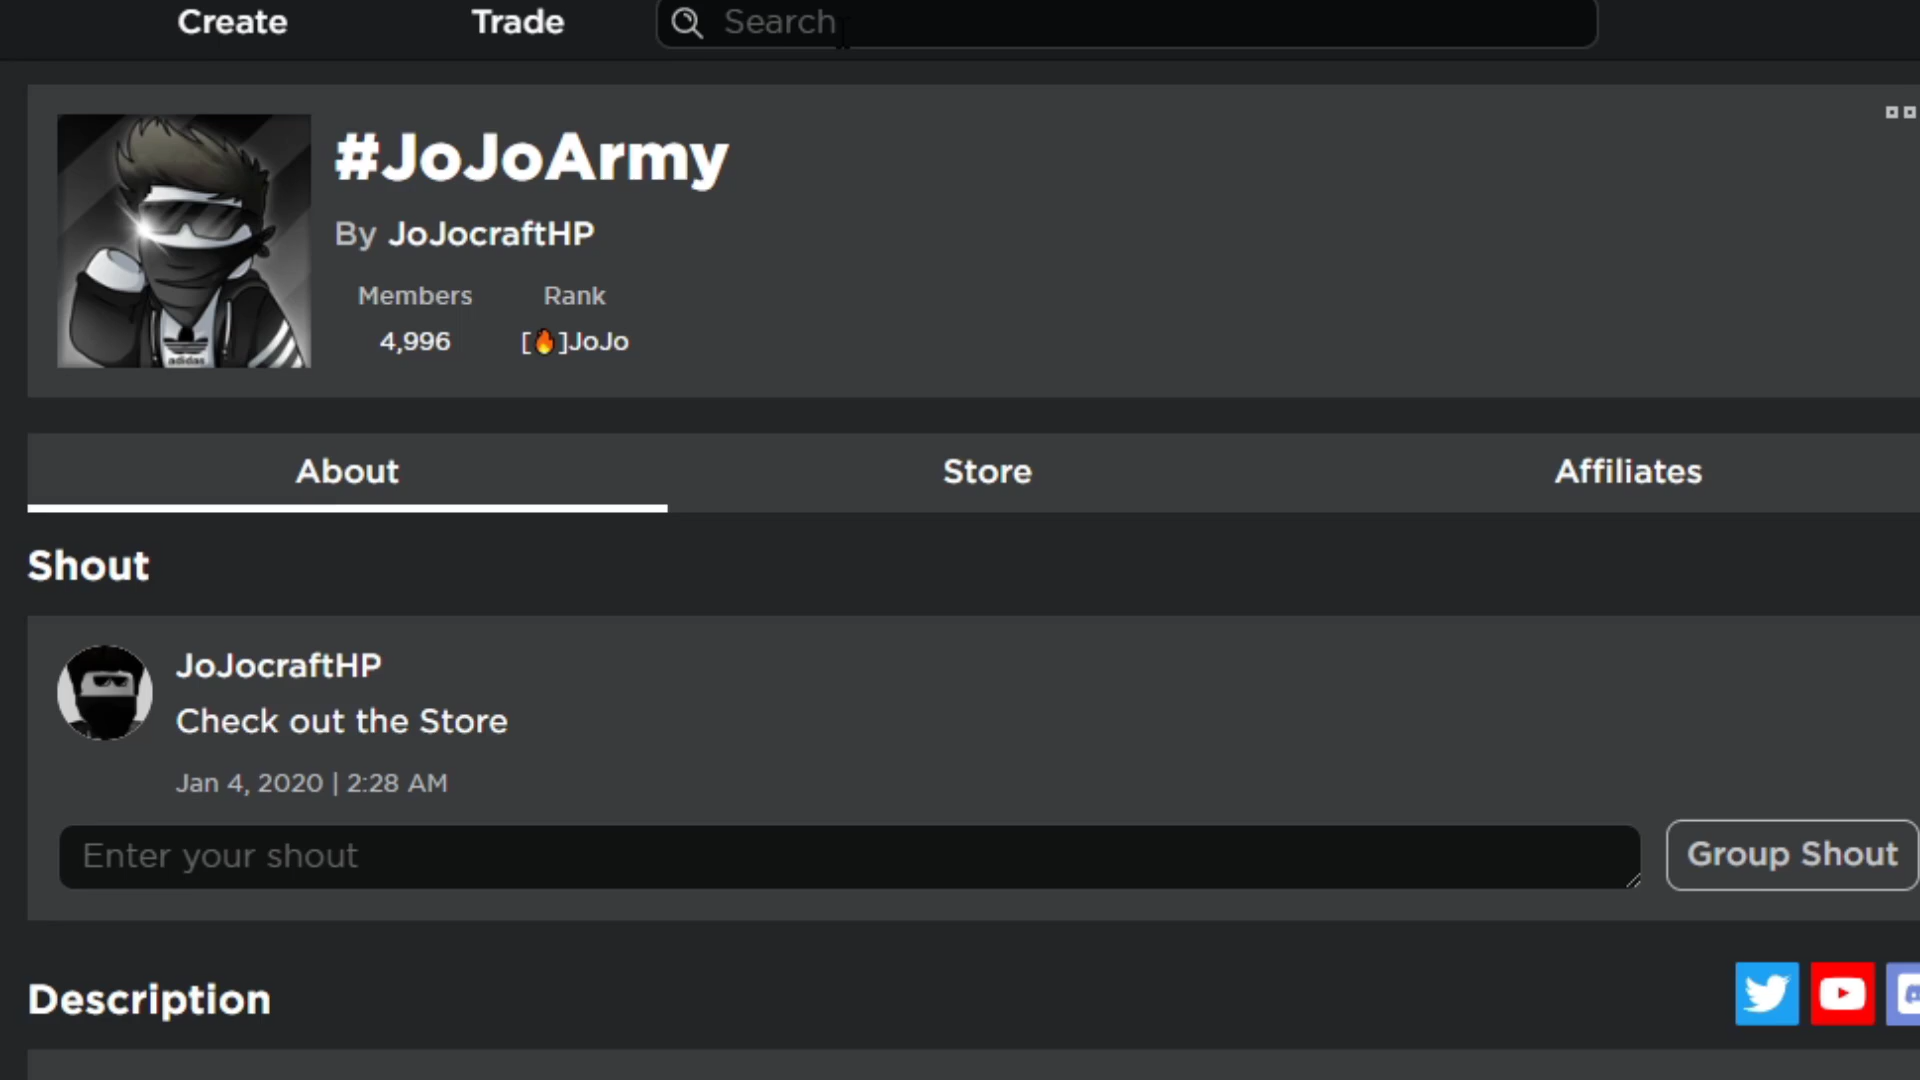 Create Trade Search
#JoJoArmy
By JoJocraftHP
Members Rank
4,996 [🔥]JoJo
adidas
About Store Affiliates
Shout
JoJocraftHP
Check out the Store
Jan 4, 2020 | 2:28 AM
Enter your shout Group Shout
Description